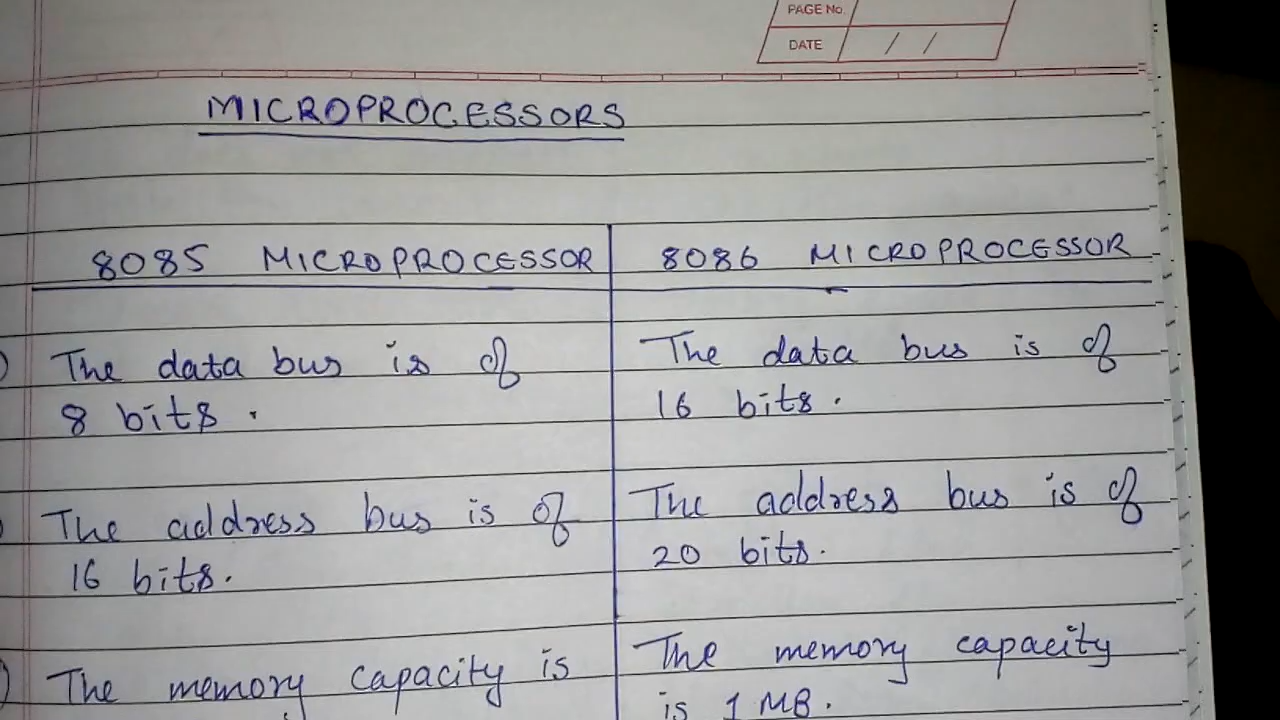 PAGE No.
DATE / /
MICROPROCESSORS
8085 MICROPROCESSOR
8086 MICROPROCESSOR
The data bus is of
8 bits.
The data bus is of
16 bits.
The address bus is of
16 bits.
The address bus is of
20 bits.
The memory capacity is
The memory capacity
is 1 MB.